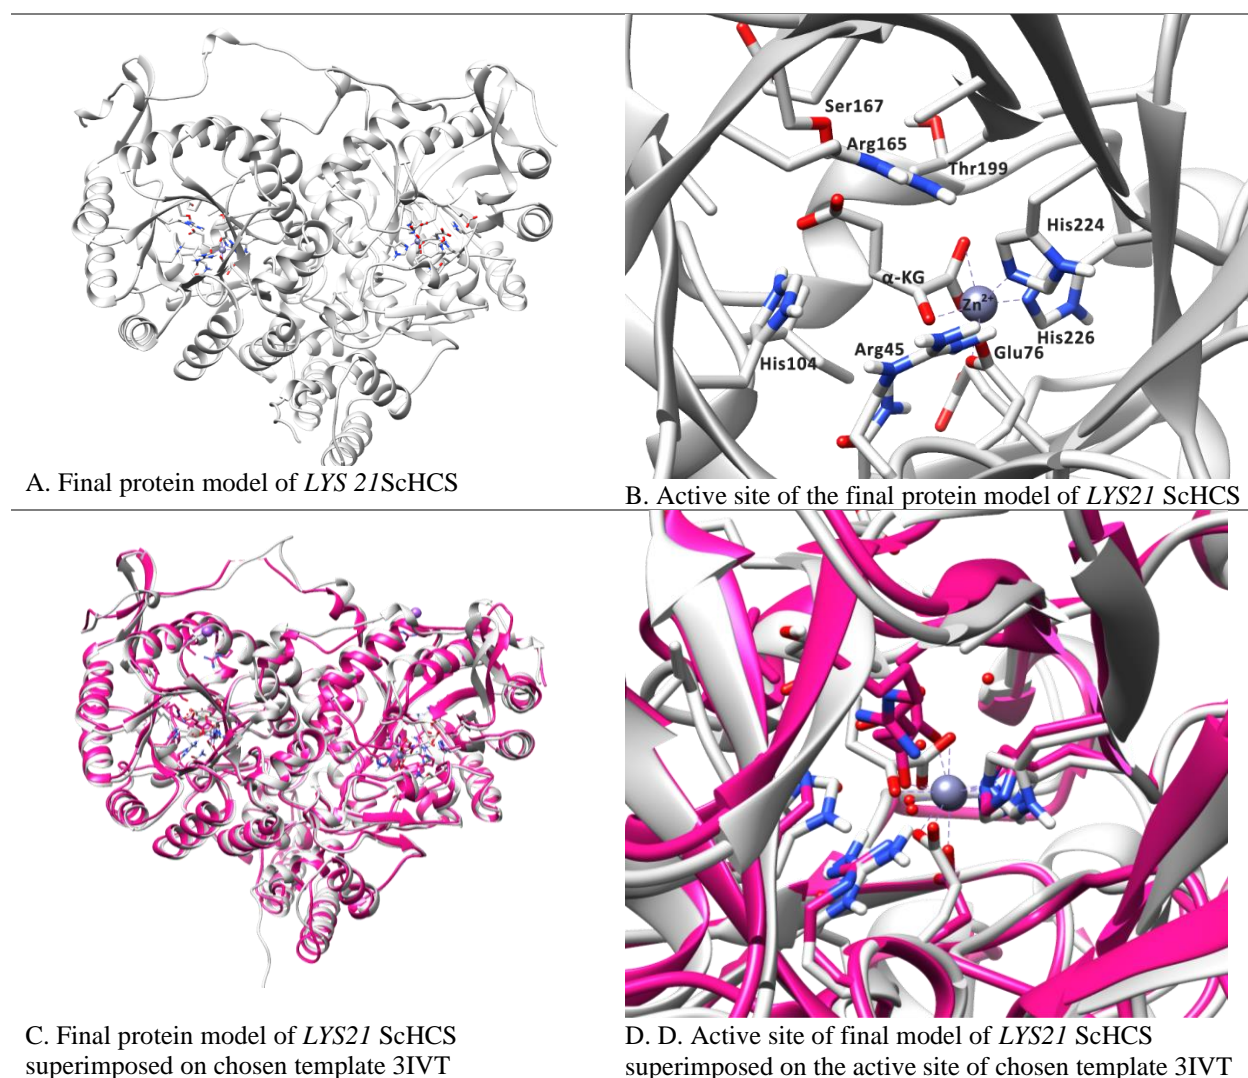 Ser167
Arg165
Thr199
His224
α-KG
Zn2+
His226
Arg45
Glu76
His104
A. Final protein model of LYS 21ScHCS
B. Active site of the final protein model of LYS21 ScHCS
C. Final protein model of LYS21 ScHCS
superimposed on chosen template 3IVT
D. D. Active site of final model of LYS21 ScHCS
superimposed on the active site of chosen template 3IVT